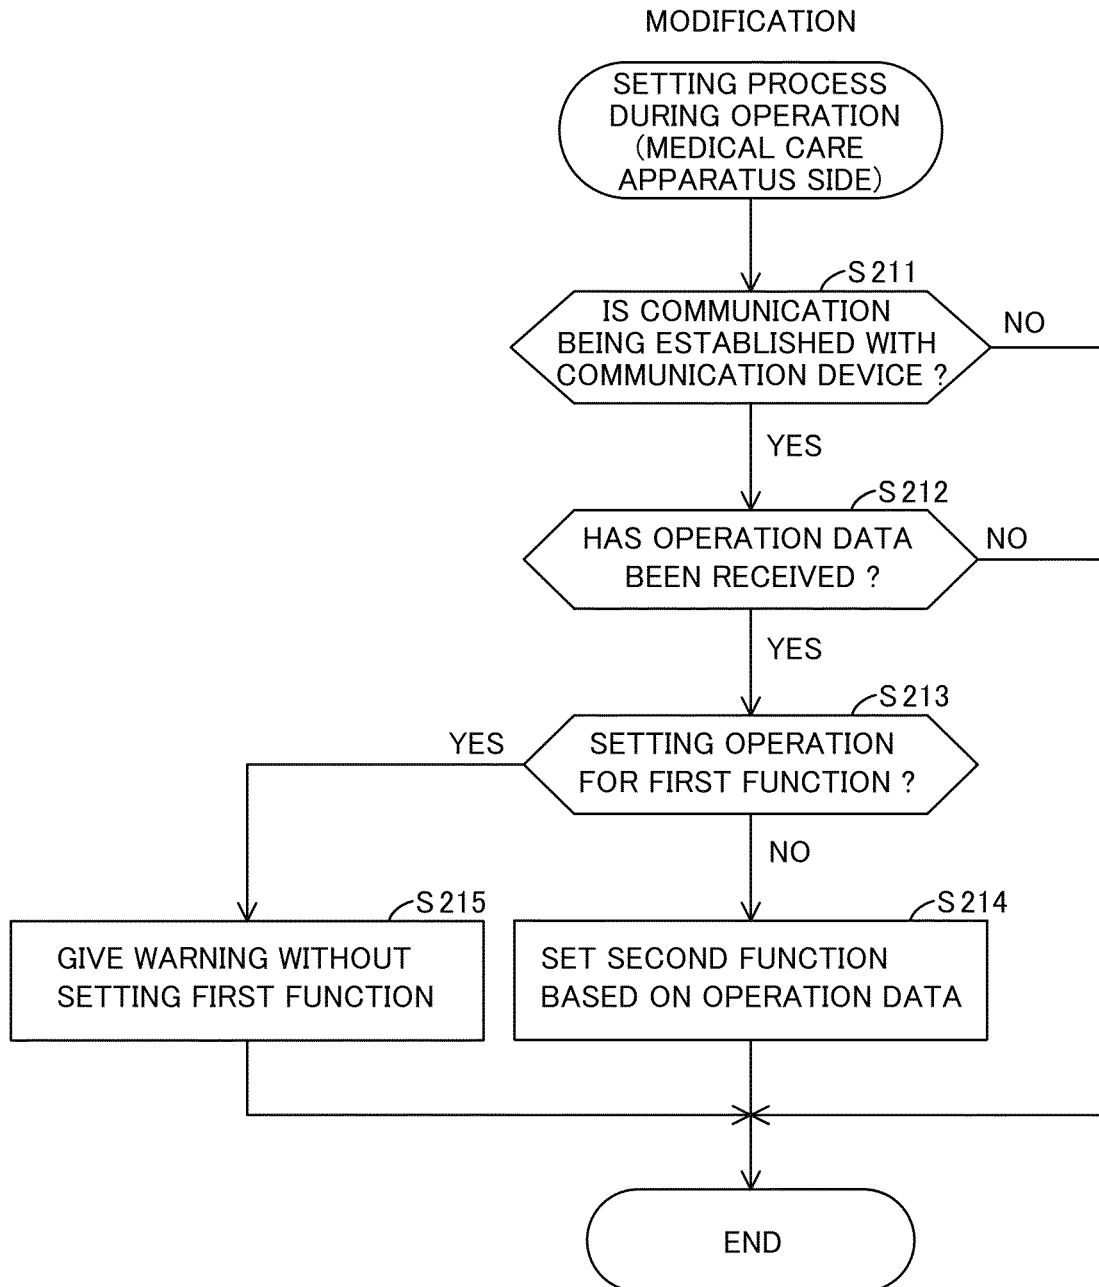 MODIFICATION
SETTING PROCESS
DURING OPERATION
(MEDICAL CARE
APPARATUS SIDE)
S211
IS COMMUNICATION
BEING ESTABLISHED WITH
COMMUNICATION DEVICE ?
NO
YES
S212
HAS OPERATION DATA
BEEN RECEIVED ?
NO
YES
S213
SETTING OPERATION
FOR FIRST FUNCTION ?
YES
NO
S215
GIVE WARNING WITHOUT
SETTING FIRST FUNCTION
S214
SET SECOND FUNCTION
BASED ON OPERATION DATA
END